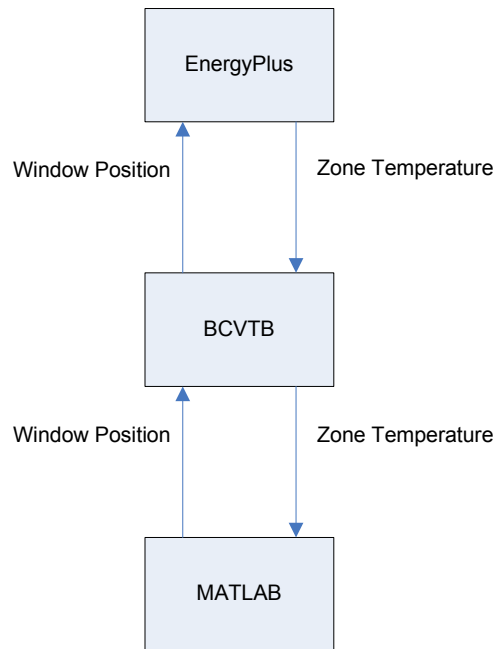 EnergyPlus
Window Position
Zone Temperature
BCVTB
Window Position
Zone Temperature
MATLAB